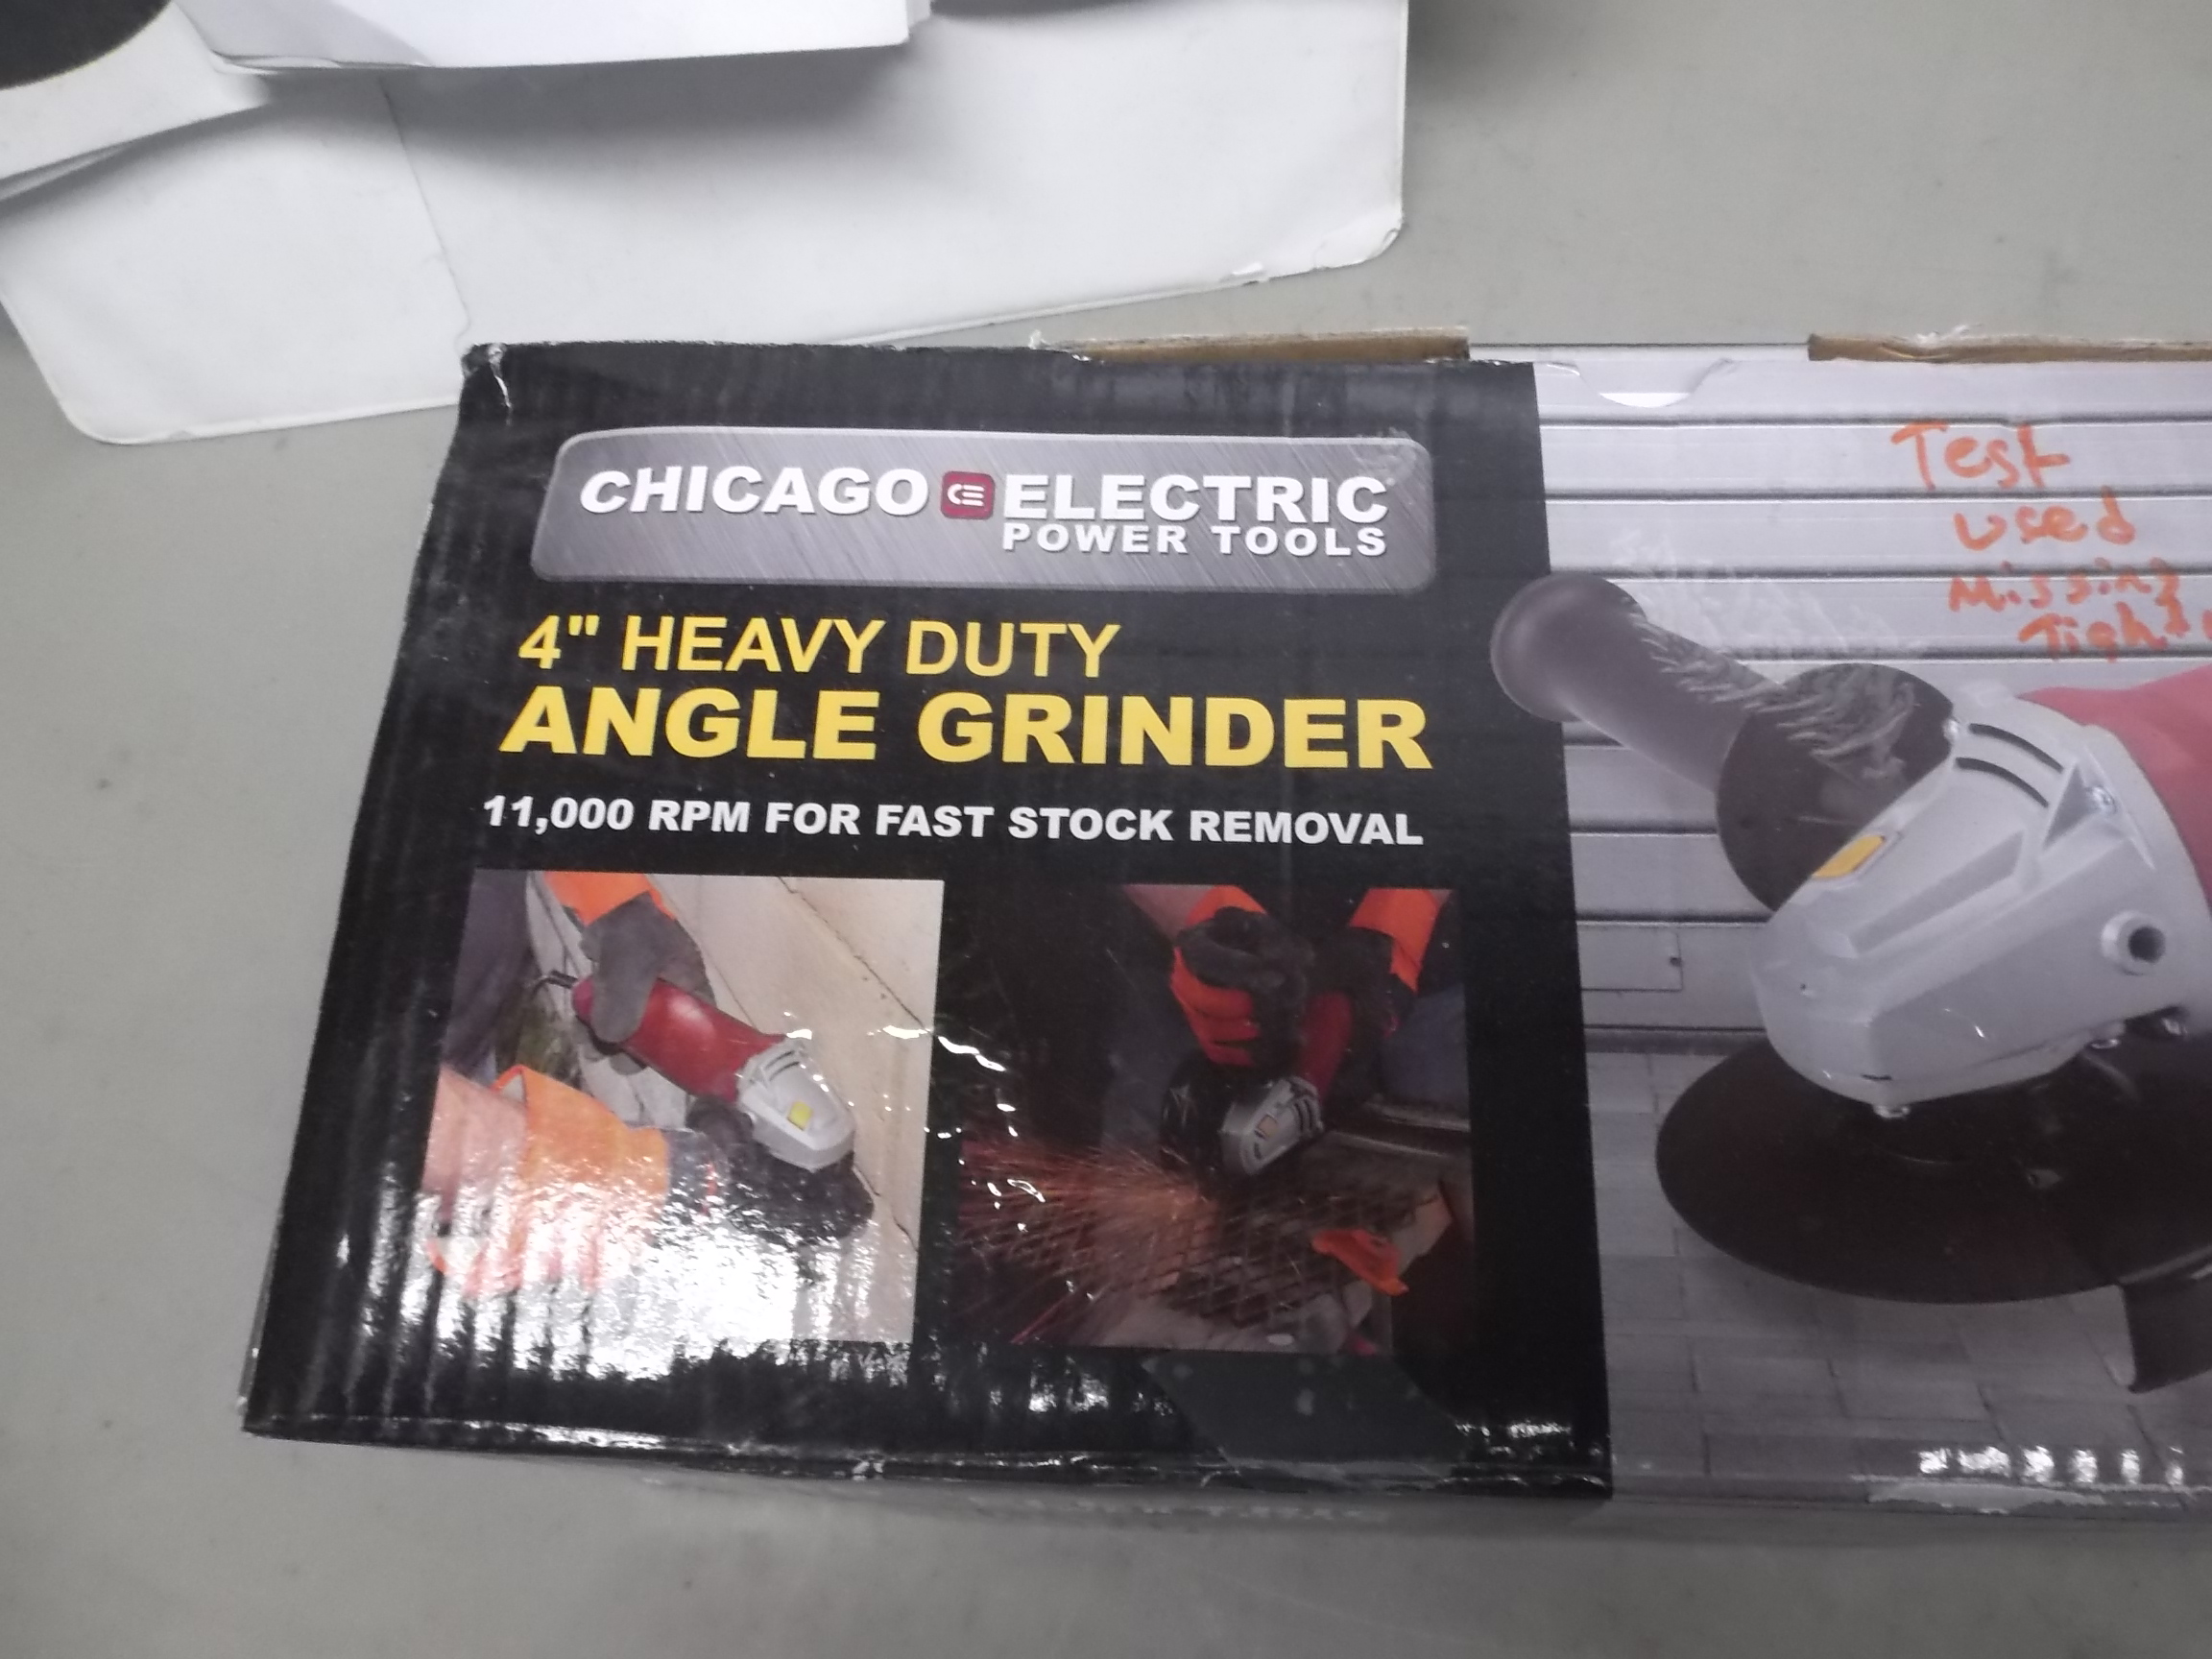 CHICAGO CE ELECTRIC
POWER TOOLS
4" HEAVY DUTY
ANGLE GRINDER
11,000 RPM FOR FAST STOCK REMOVAL
Test
used
Missing